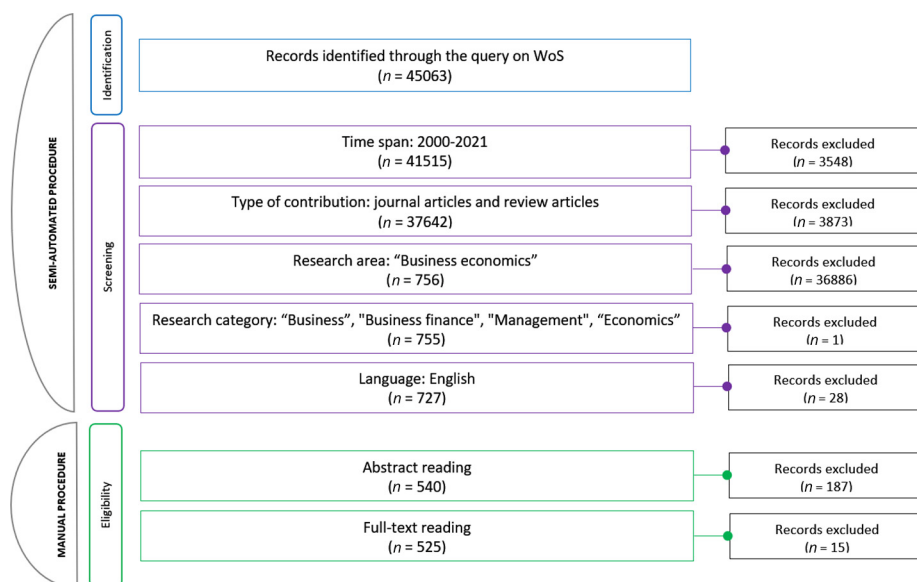 SEMI-AUTOMATED PROCEDURE
Identification
Records identified through the query on WoS
(n = 45063)
Screening
Time span: 2000-2021
(n = 41515)
Records excluded
(n = 3548)
Type of contribution: journal articles and review articles
(n = 37642)
Records excluded
(n = 3873)
Research area: “Business economics”
(n = 756)
Records excluded
(n = 36886)
Research category: “Business”, "Business finance", "Management", “Economics”
(n = 755)
Records excluded
(n = 1)
Language: English
(n = 727)
Records excluded
(n = 28)
MANUAL PROCEDURE
Eligibility
Abstract reading
(n = 540)
Records excluded
(n = 187)
Full-text reading
(n = 525)
Records excluded
(n = 15)